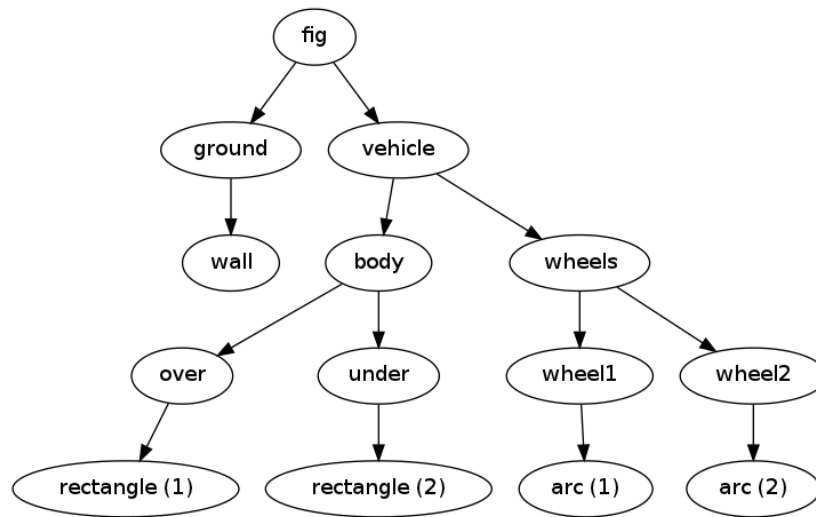 fig
ground
vehicle
wall
body
wheels
over
under
wheel1
wheel2
rectangle (1)
rectangle (2)
arc (1)
arc (2)